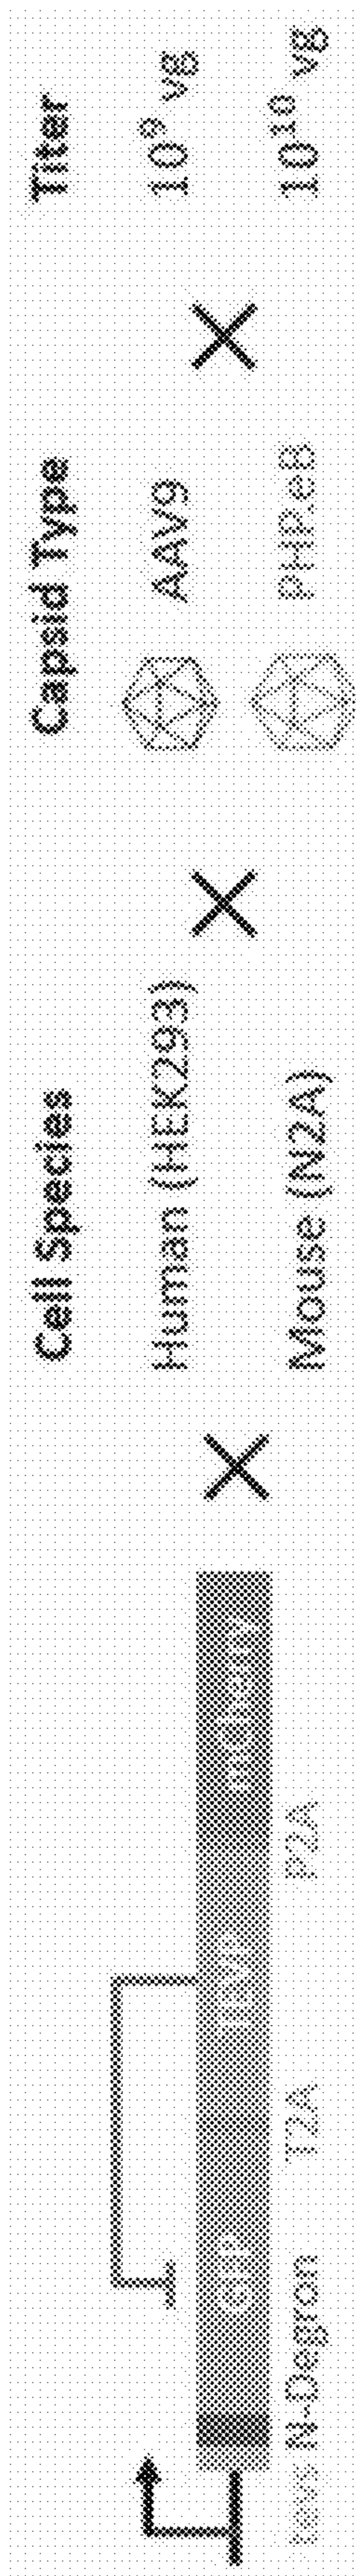 Cell Species
Capsid Type
Titer
Human (HEK293)
AAV9
10⁹ vg
Mouse (N2A)
PHP.eB
10¹⁰ vg
N-Degron
T2A
P2A